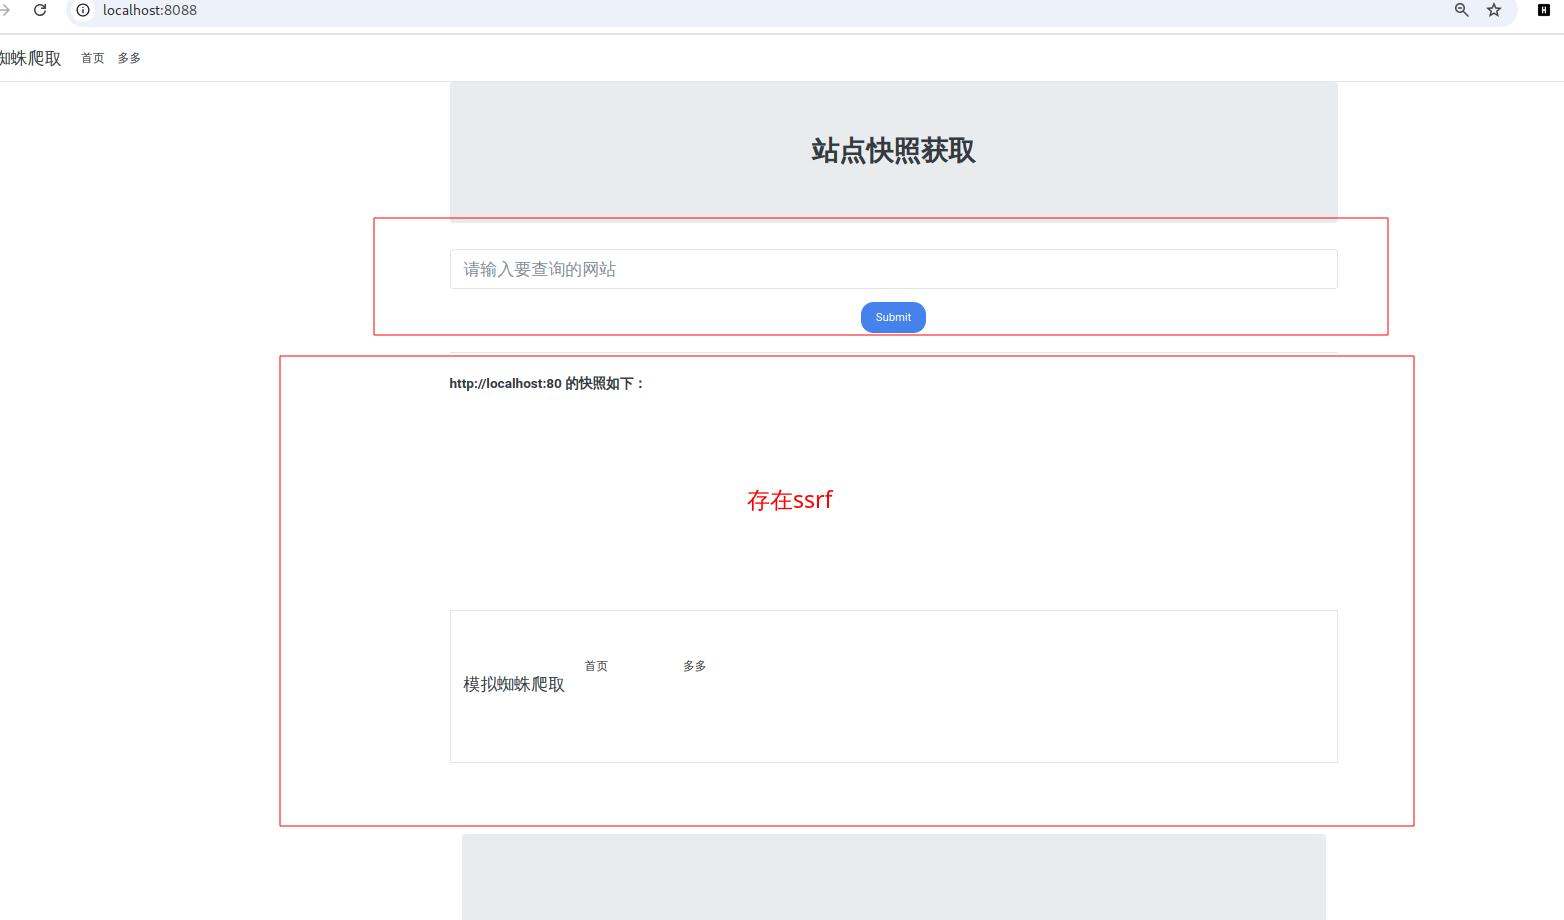 localhost:8088
蜘蛛爬取 首页 多多
站点快照获取
请输入要查询的网站
Submit
http://localhost:80 的快照如下：
存在ssrf
首页 多多
模拟蜘蛛爬取